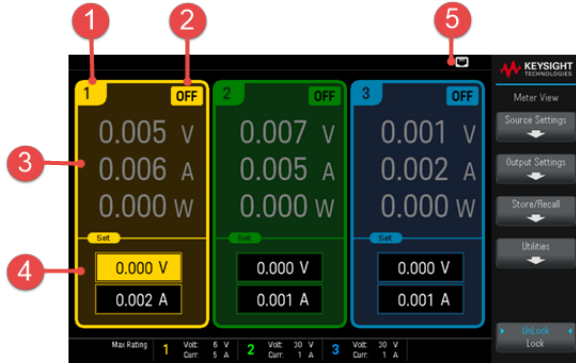 1
2
5
KEYSIGHT
TECHNOLOGIES
1
OFF
2
OFF
3
OFF
Meter View
Source Settings
0.005 V
0.007 V
0.001 V
3
0.006 A
0.005 A
0.002 A
Output Settings
0.000 W
0.000 W
0.000 W
Store/Recall
Set
Set
Set
Utilities
4
0.000 V
0.000 V
0.000 V
0.002 A
0.001 A
0.001 A
UnLock
Lock
Max Rating 1 Volt: 6 V 2 Volt: 30 V 3 Volt: 30 V
Curr: 5 A Curr: 1 A Curr: 1 A